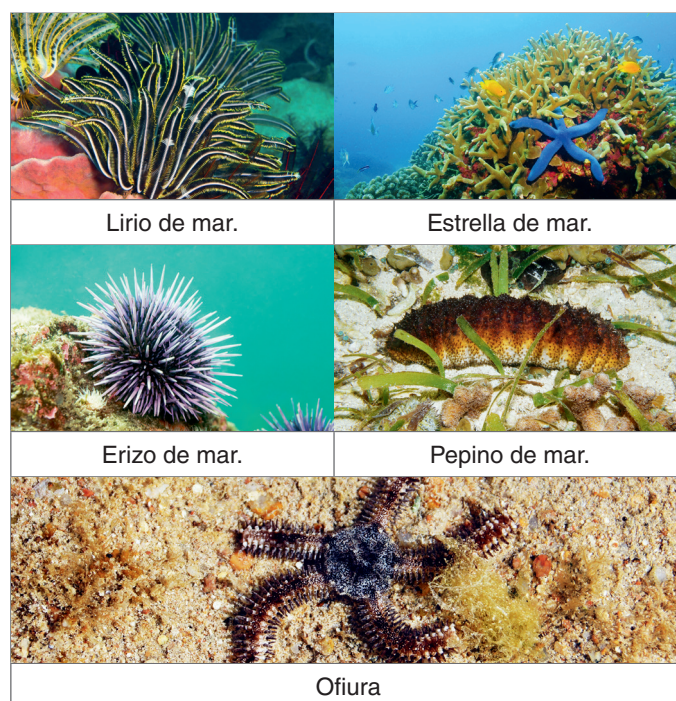 Lirio de mar.
Estrella de mar.
Erizo de mar.
Pepino de mar.
Ofiura